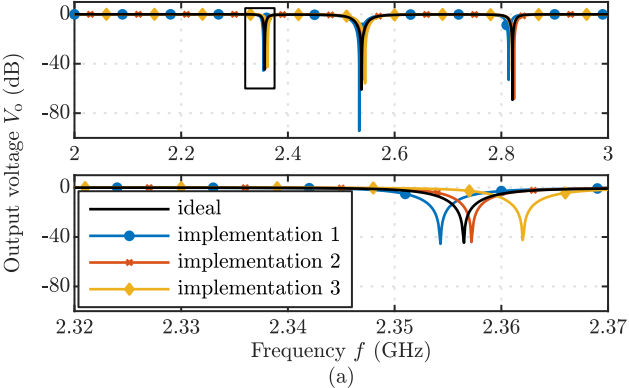 0
-40
-80
2
2.2
2.4
2.6
2.8
3
0
-40
-80
ideal
implementation 1
implementation 2
implementation 3
2.32
2.33
2.34
2.35
2.36
2.37
Output voltage Vo (dB)
Frequency f (GHz)
(a)